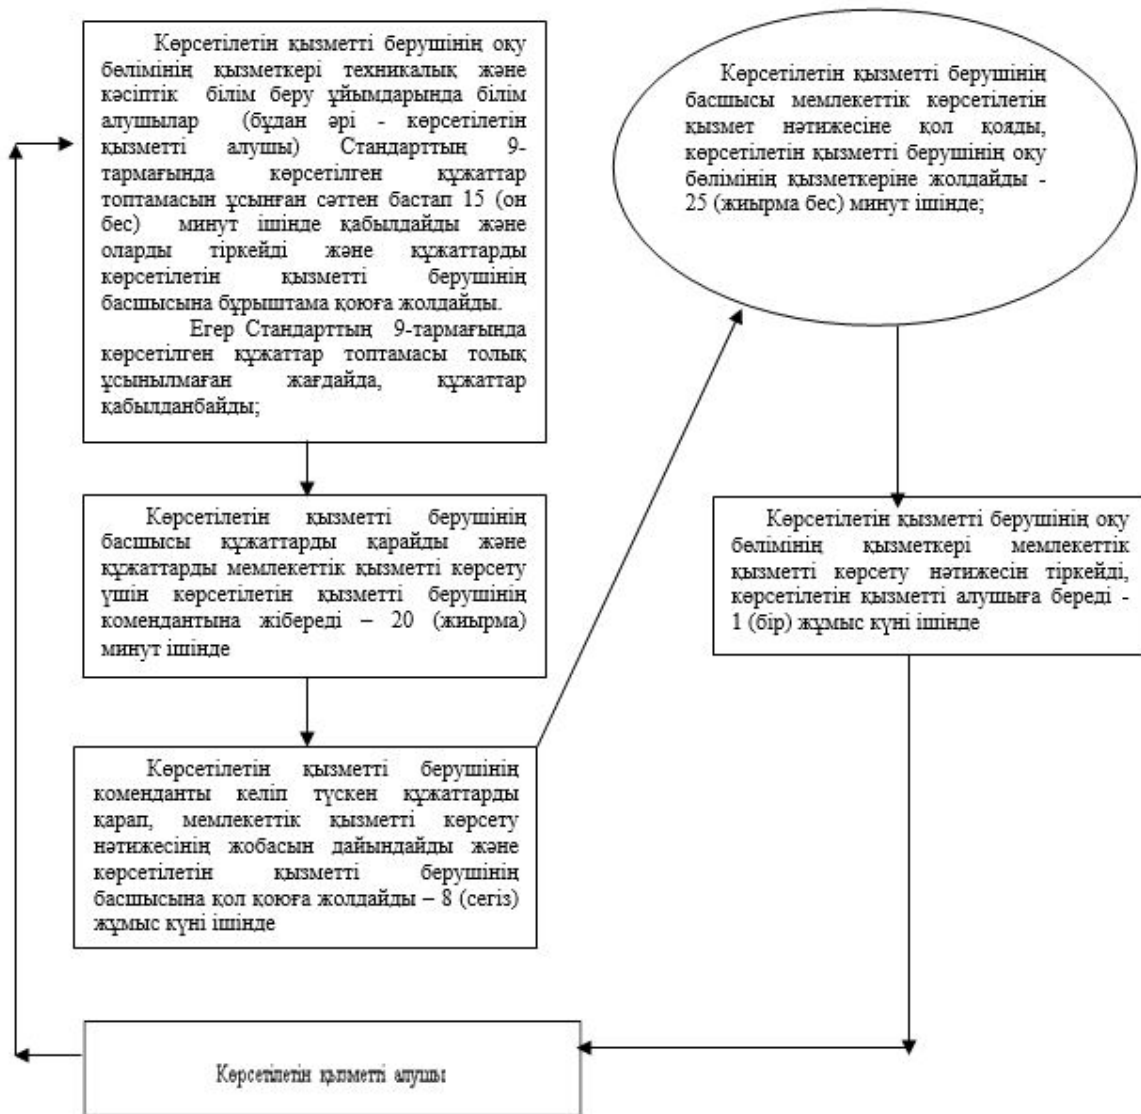 Көрсетілетін қызметті берушінің оқу
бөлімінің қызметкері техникалық және
кәсіптік білім беру ұйымдарында білім
алушылар (бұдан әрі - көрсетілетін
қызметті алушы) Стандарттың 9-
тармағында көрсетілген құжаттар
топтамасын ұсынған сәттен бастап 15 (он
бес) минут ішінде қабылдайды және
оларды тіркейді және құжаттарды
көрсетілетін қызметті берушінің
басшысына бұрыштама қоюға жолдайды.
Егер Стандарттың 9-тармағында
көрсетілген құжаттар топтамасы толық
ұсынылмаған жағдайда, құжаттар
қабылданбайды;
Көрсетілетін қызметті берушінің
басшысы құжаттарды қарайды және
құжаттарды мемлекеттік қызметті көрсету
үшін көрсетілетін қызметті берушінің
комендантына жібереді – 20 (жиырма)
минут ішінде
Көрсетілетін қызметті берушінің
коменданты келіп түскен құжаттарды
қарап, мемлекеттік қызметті көрсету
нәтижесінің жобасын дайындайды және
көрсетілетін қызметті берушінің
басшысына қол қоюға жолдайды – 8 (сегіз)
жұмыс күні ішінде
Көрсетілетін қызметті берушінің
басшысы мемлекеттік көрсетілетін
қызмет нәтижесіне қол қояды,
көрсетілетін қызметті берушінің оқу
бөлімінің қызметкеріне жолдайды -
25 (жиырма бес) минут ішінде;
Көрсетілетін қызметті берушінің оқу
бөлімінің қызметкері мемлекеттік
қызметті көрсету нәтижесін тіркейді,
көрсетілетін қызметті алушыға береді -
1 (бір) жұмыс күні ішінде
Көрсетілетін қызметті алушы